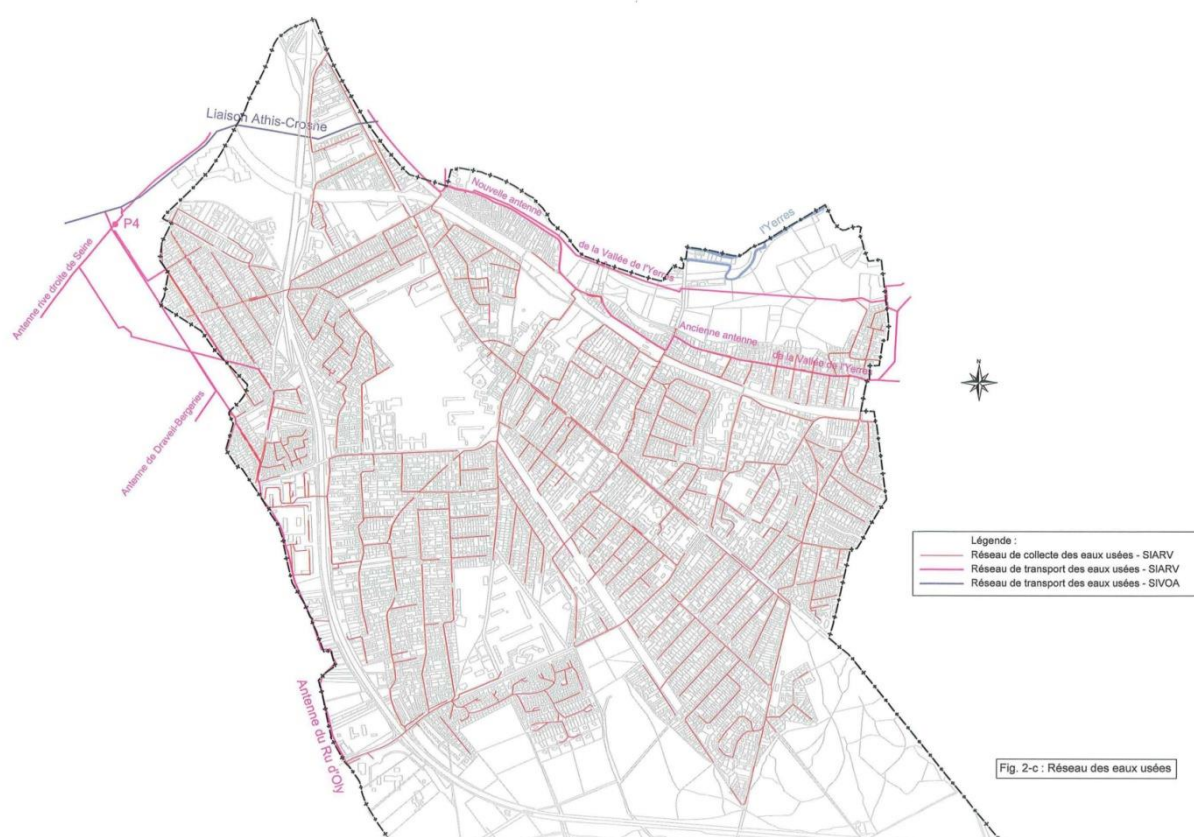 Liaison Athis-Crosne
P4
Nouvelle antenne
de la Vallée de l'Yerres
l'Yerres
Antenne rive droite de Seine
Ancienne antenne
de la Vallée de l'Yerres
N
Antenne de Draveil-Bergeries
Légende :
Réseau de collecte des eaux usées - SIARV
Réseau de transport des eaux usées - SIARV
Réseau de transport des eaux usées - SIVOA
Antenne du Ru d'Oly
Fig. 2-c : Réseau des eaux usées